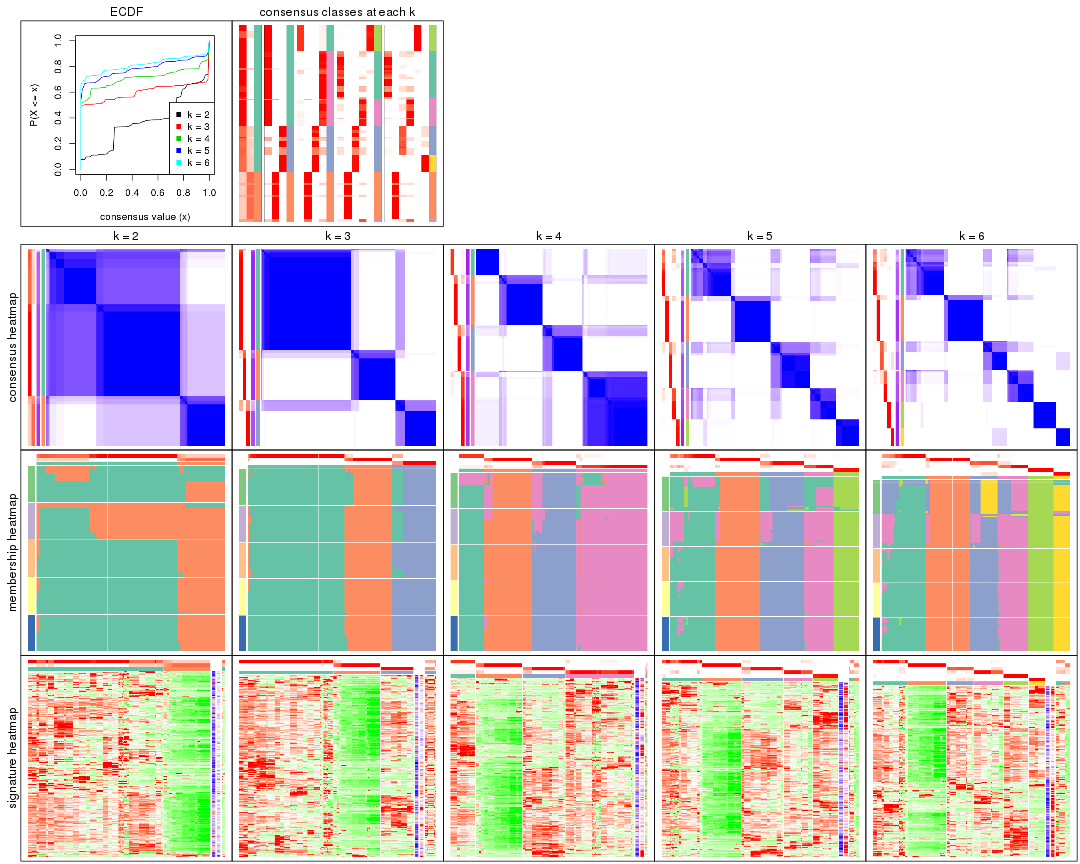 ECDF
consensus classes at each k
P(X <= x)
1.0
0.8
0.6
0.4
0.2
0.0
k = 2
k = 3
k = 4
k = 5
k = 6
0.0 0.2 0.4 0.6 0.8 1.0
consensus value (x)
k = 2
k = 3
k = 4
k = 5
k = 6
consensus heatmap
membership heatmap
signature heatmap